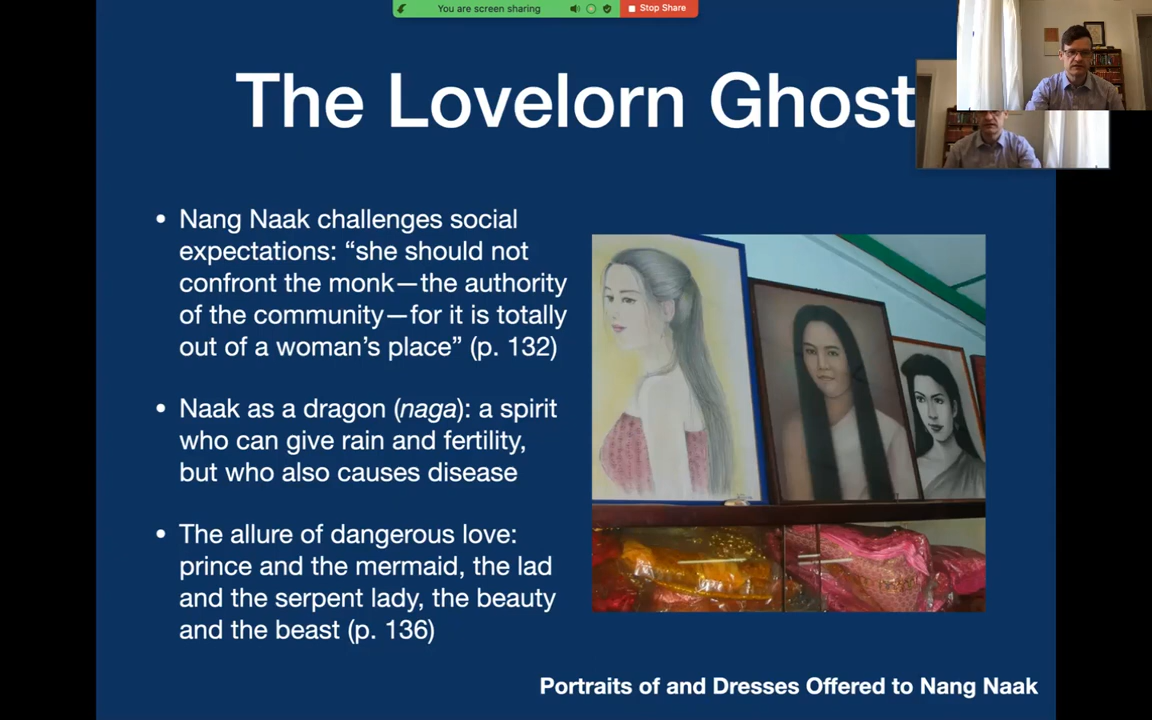 You are screen sharing
Stop Share
The Lovelorn Ghost
• Nang Naak challenges social
expectations: “she should not
confront the monk—the authority
of the community—for it is totally
out of a woman’s place” (p. 132)
• Naak as a dragon (naga): a spirit
who can give rain and fertility,
but who also causes disease
• The allure of dangerous love:
prince and the mermaid, the lad
and the serpent lady, the beauty
and the beast (p. 136)
Portraits of and Dresses Offered to Nang Naak